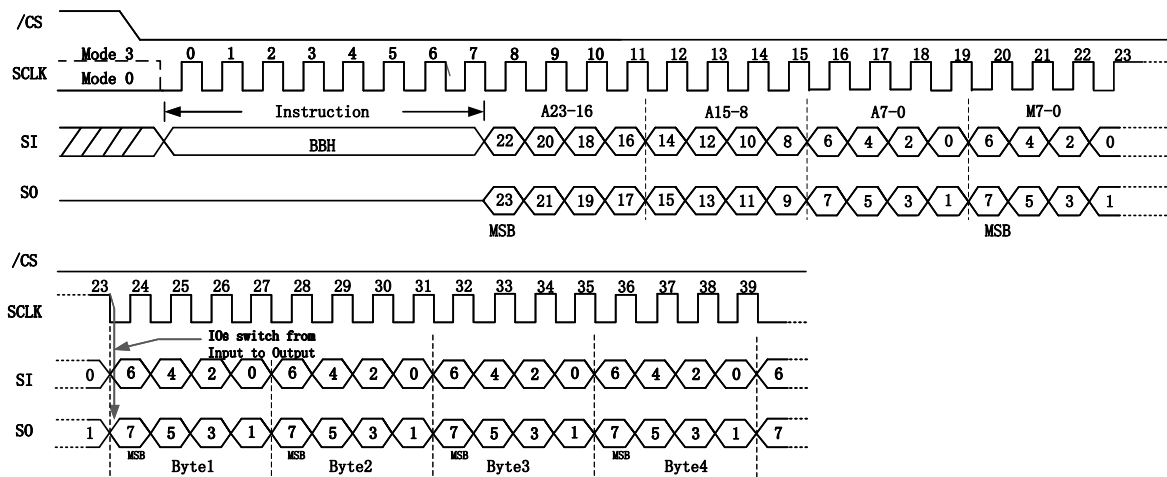 /CS
Mode 3 0 1 2 3 4 5 6 7 8 9 10 11 12 13 14 15 16 17 18 19 20 21 22 23
SCLK
Mode 0
Instruction A23-16 A15-8 A7-0 M7-0
SI BBH 22 20 18 16 14 12 10 8 6 4 2 0 6 4 2 0
SO 23 21 19 17 15 13 11 9 7 5 3 1 7 5 3 1
MSB MSB
/CS
23 24 25 26 27 28 29 30 31 32 33 34 35 36 37 38 39
SCLK
IOs switch from
Input to Output
SI 0 6 4 2 0 6 4 2 0 6 4 2 0 6 4 2 0 6
SO 1 7 5 3 1 7 5 3 1 7 5 3 1 7 5 3 1 7
MSB MSB MSB MSB
Byte1 Byte2 Byte3 Byte4